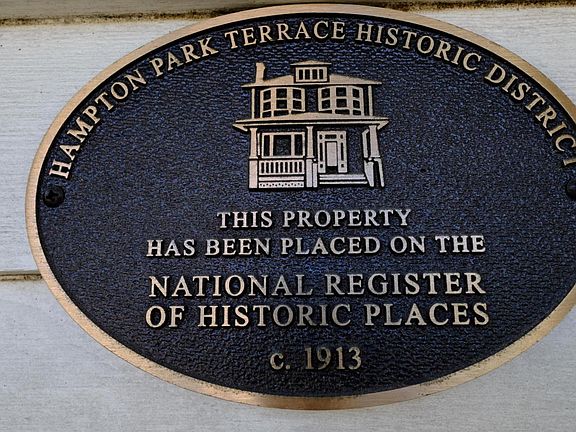 HAMPTON PARK TERRACE HISTORIC DISTRICT
THIS PROPERTY
HAS BEEN PLACED ON THE
NATIONAL REGISTER
OF HISTORIC PLACES
c. 1913